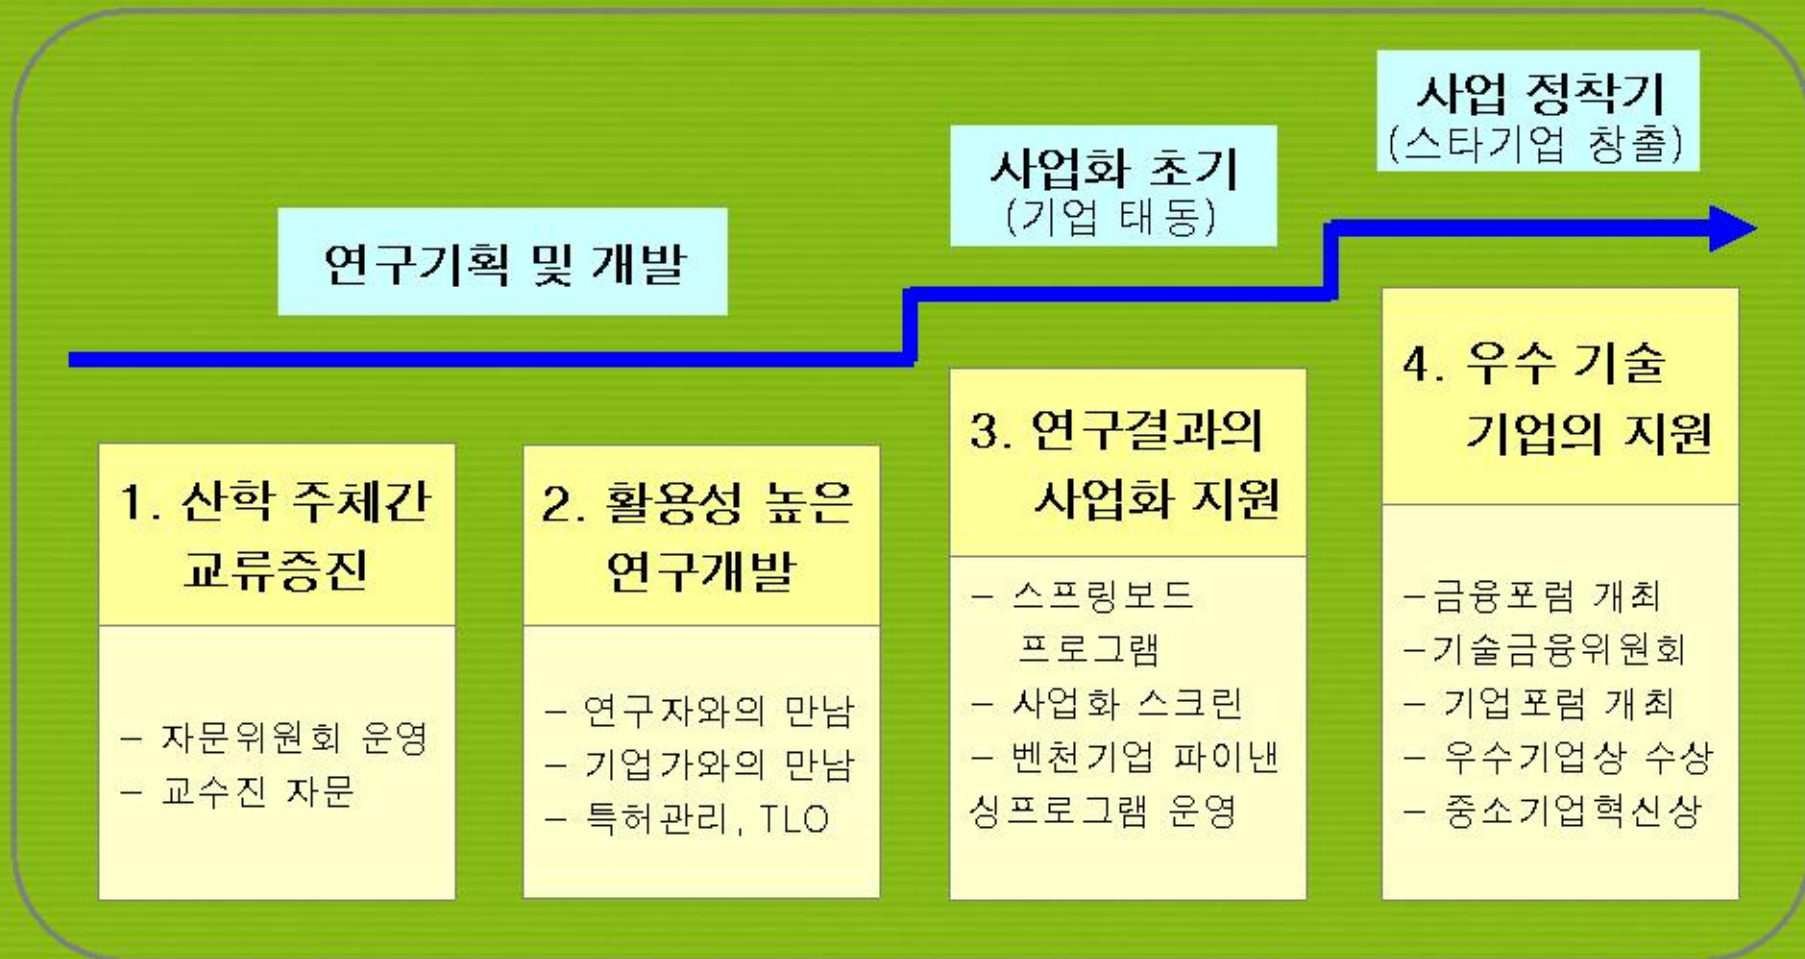 연구기획 및 개발
사업화 초기
(기업 태동)
사업 정착기
(스타기업 창출)
1. 산학 주체간
교류증진
- 자문위원회 운영
- 교수진 자문
2. 활용성 높은
연구개발
- 연구자와의 만남
- 기업가와의 만남
- 특허관리, TLO
3. 연구결과의
사업화 지원
- 스프링보드
프로그램
- 사업화 스크린
- 벤천기업 파이낸
싱프로그램 운영
4. 우수 기술
기업의 지원
-금융포럼 개최
-기술금융위원회
- 기업포럼 개최
- 우수기업상 수상
- 중소기업혁신상